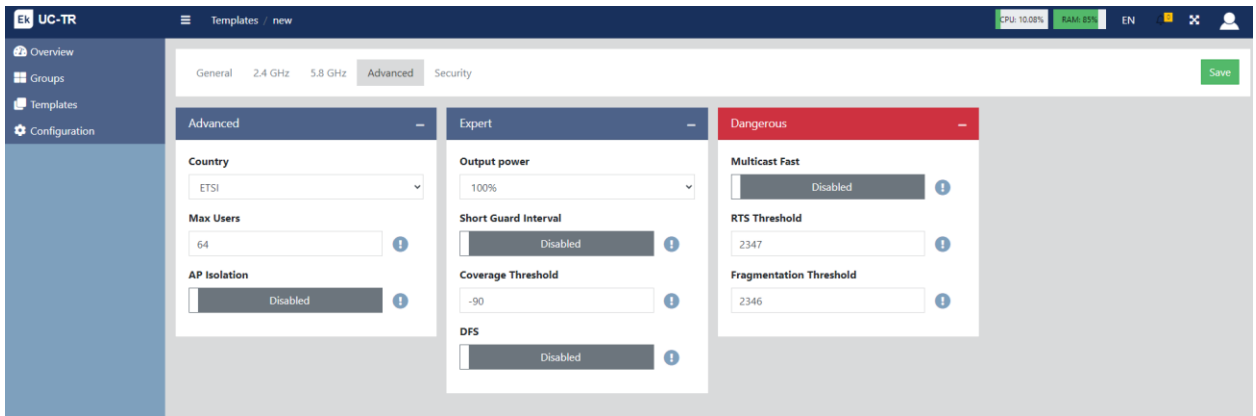 Ek UC-TR
Templates / new
CPU: 10.08%
RAM: 85%
EN
Overview
Groups
Templates
Configuration
General 2.4 GHz 5.8 GHz Advanced Security
Save
Advanced
Country
ETSI
Max Users
64
AP Isolation
Disabled
Expert
Output power
100%
Short Guard Interval
Disabled
Coverage Threshold
-90
DFS
Disabled
Dangerous
Multicast Fast
Disabled
RTS Threshold
2347
Fragmentation Threshold
2346